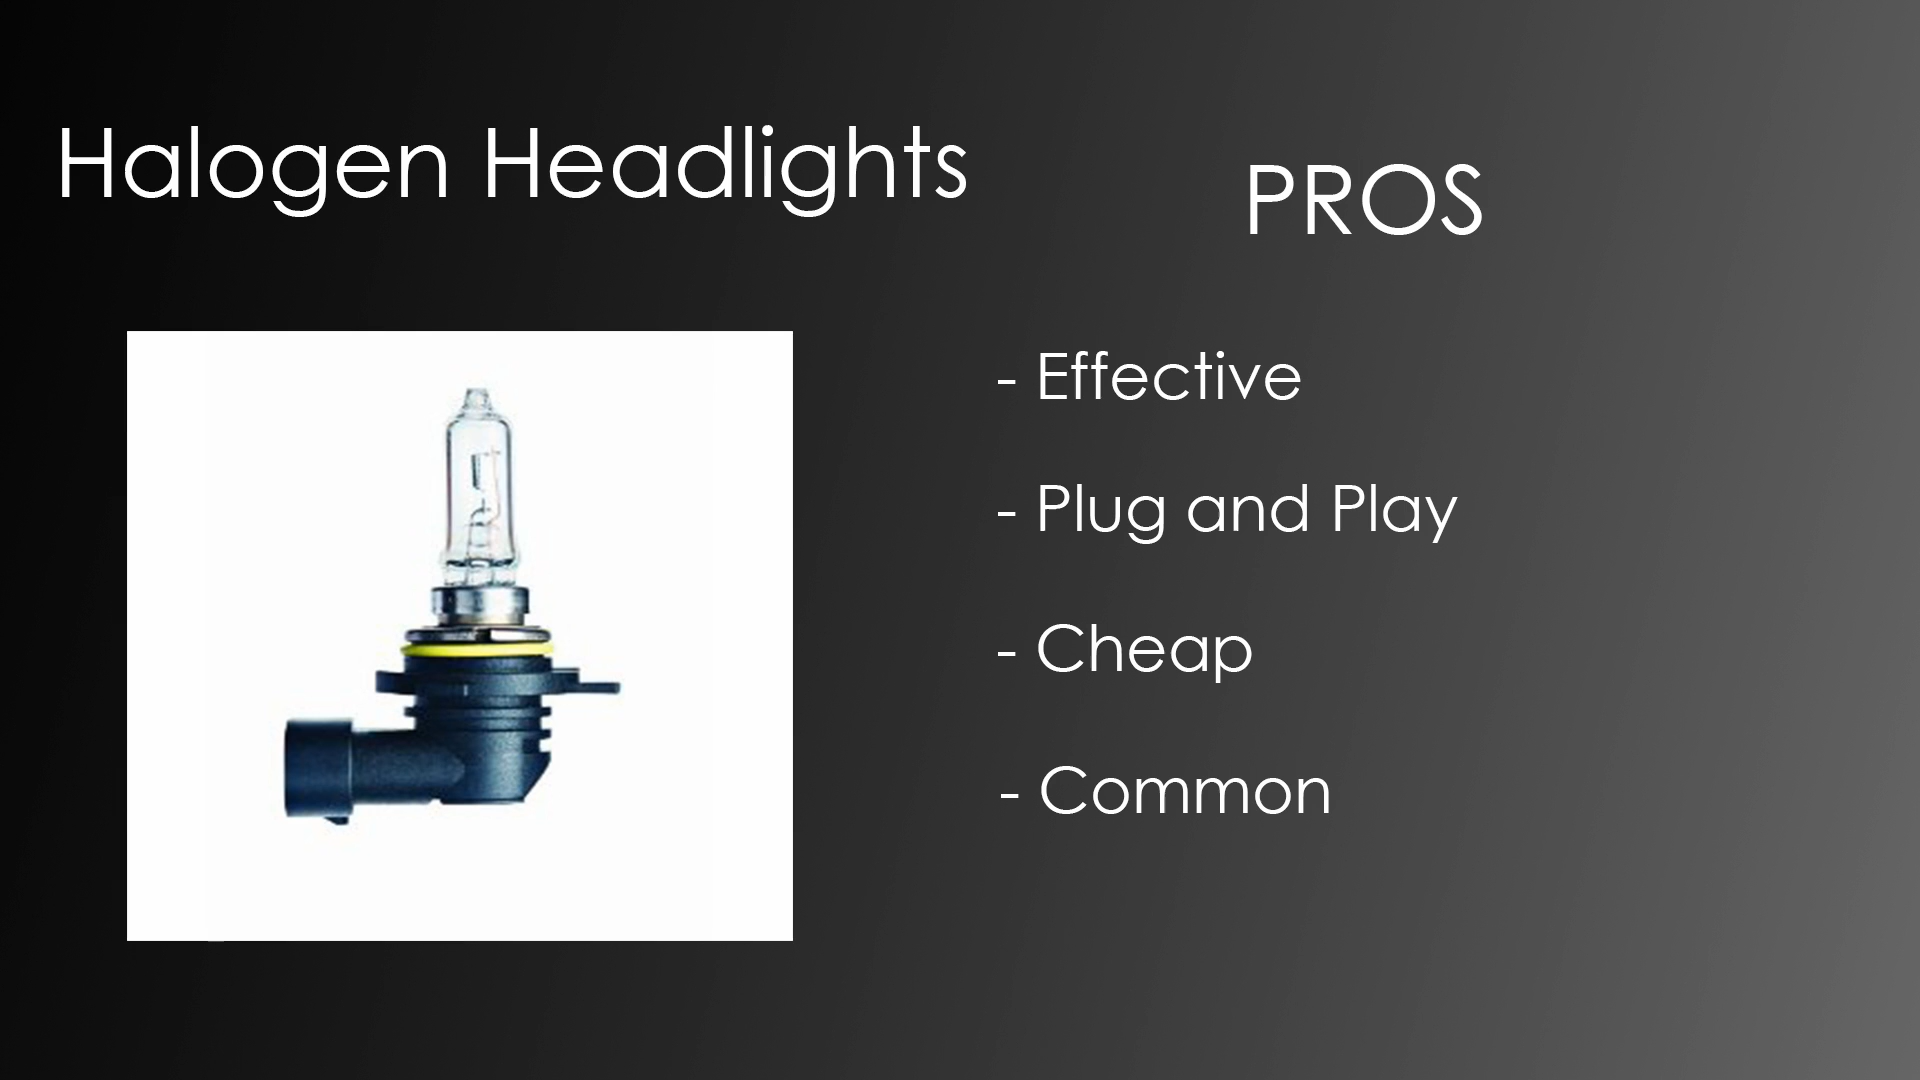 Halogen Headlights
PROS
- Effective
- Plug and Play
- Cheap
- Common